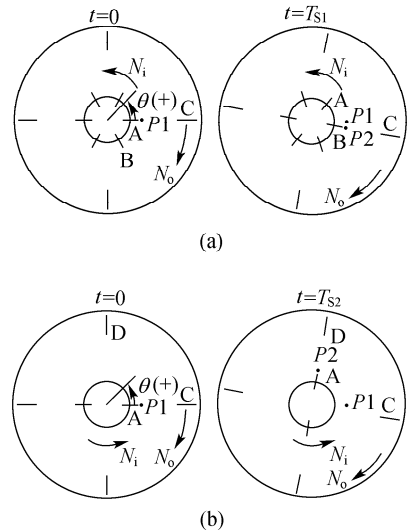 t=0
t=T_S1
N_i
θ(+)
A P1 C
B
N_o
N_i
A
P1
B P2
C
N_o
(a)
t=0
t=T_S2
D
θ(+)
A P1 C
N_i
N_o
D
P2
A
P1
C
N_i
N_o
(b)